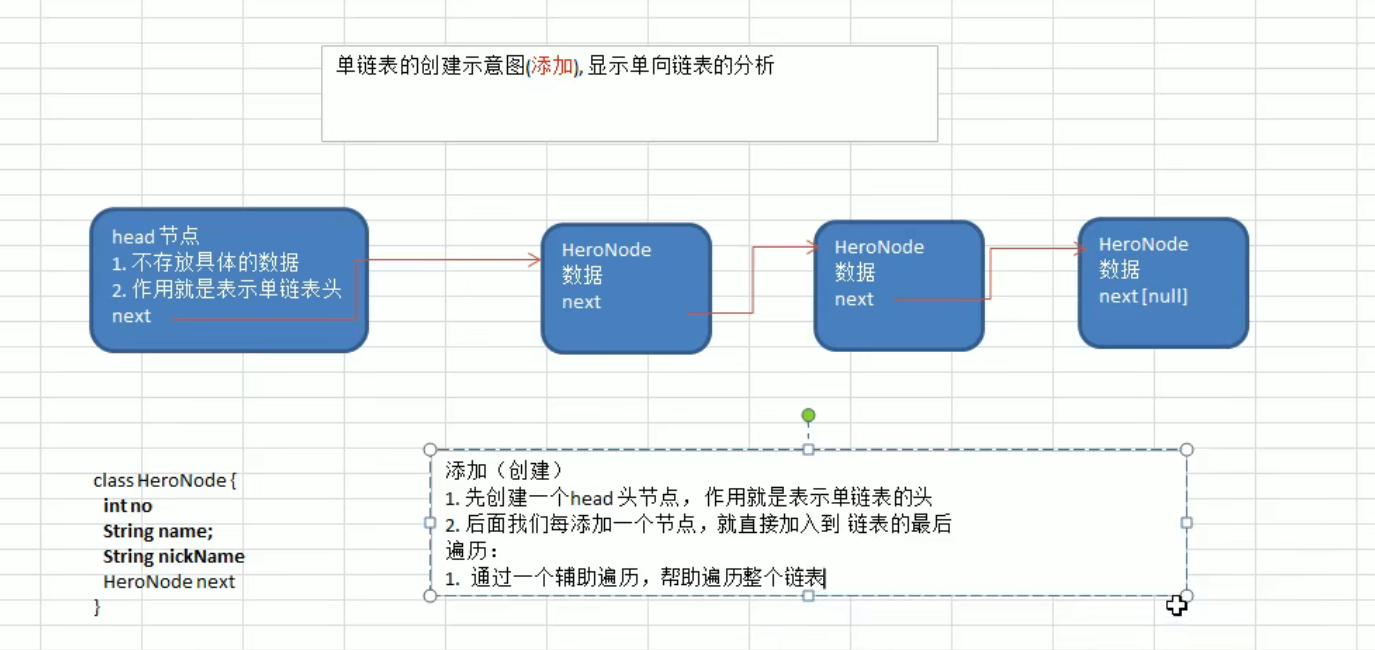 单链表的创建示意图(添加), 显示单向链表的分析
head 节点
1. 不存放具体的数据
2. 作用就是表示单链表头
next
HeroNode
数据
next
HeroNode
数据
next
HeroNode
数据
next [null]
class HeroNode {
int no
String name;
String nickName
HeroNode next
}
添加（创建）
1. 先创建一个head 头节点， 作用就是表示单链表的头
2. 后面我们每添加一个节点，就直接加入到 链表的最后
遍历：
1. 通过一个辅助遍历，帮助遍历整个链表